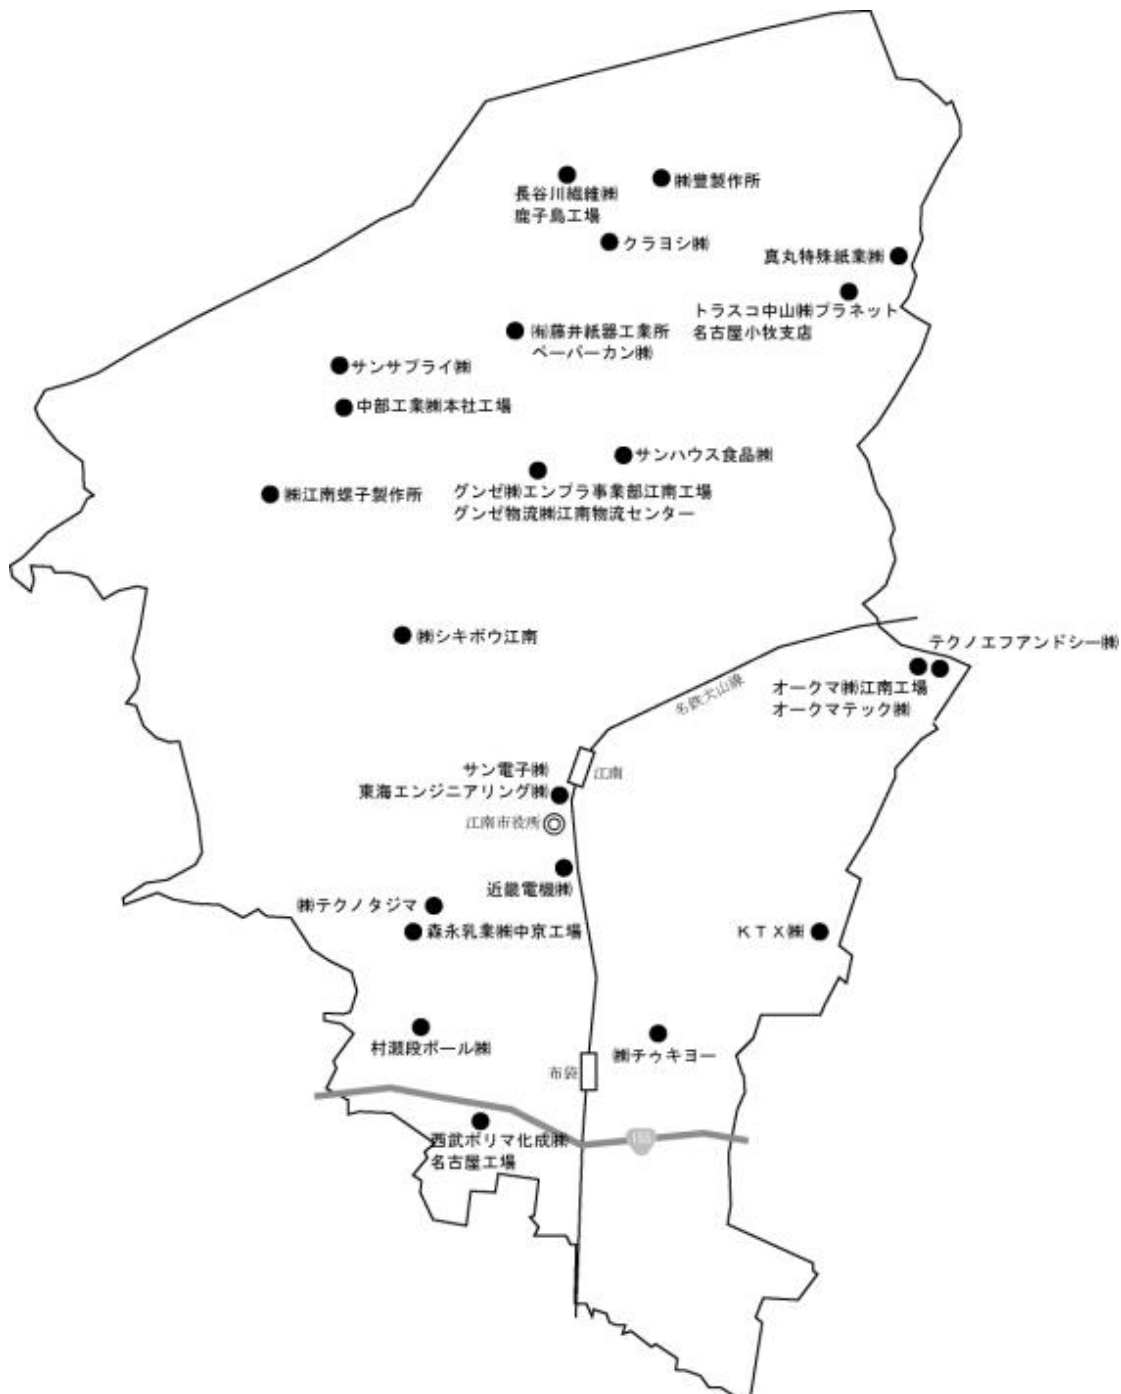 長谷川繊維㈱
鹿子島工場
㈱豊製作所
クラヨシ㈱
真丸特殊紙業㈱
トラスコ中山㈱プラネット
名古屋小牧支店
㈲藤井紙器工業所
ペーパーカン㈱
サンサプライ㈱
中部工業㈱本社工場
サンハウス食品㈱
㈱江南螺子製作所
グンゼ㈱エンプラ事業部江南工場
グンゼ物流㈱江南物流センター
㈱シキボウ江南
テクノエフアンドシー㈱
オークマ㈱江南工場
オークマテック㈱
名鉄犬山線
サン電子㈱
江南
東海エンジニアリング㈱
江南市役所
近畿電機㈱
㈱テクノタジマ
森永乳業㈱中京工場
KTX㈱
村瀬段ボール㈱
㈱チゥキヨー
布袋
西武ポリマ化成㈱
名古屋工場
155